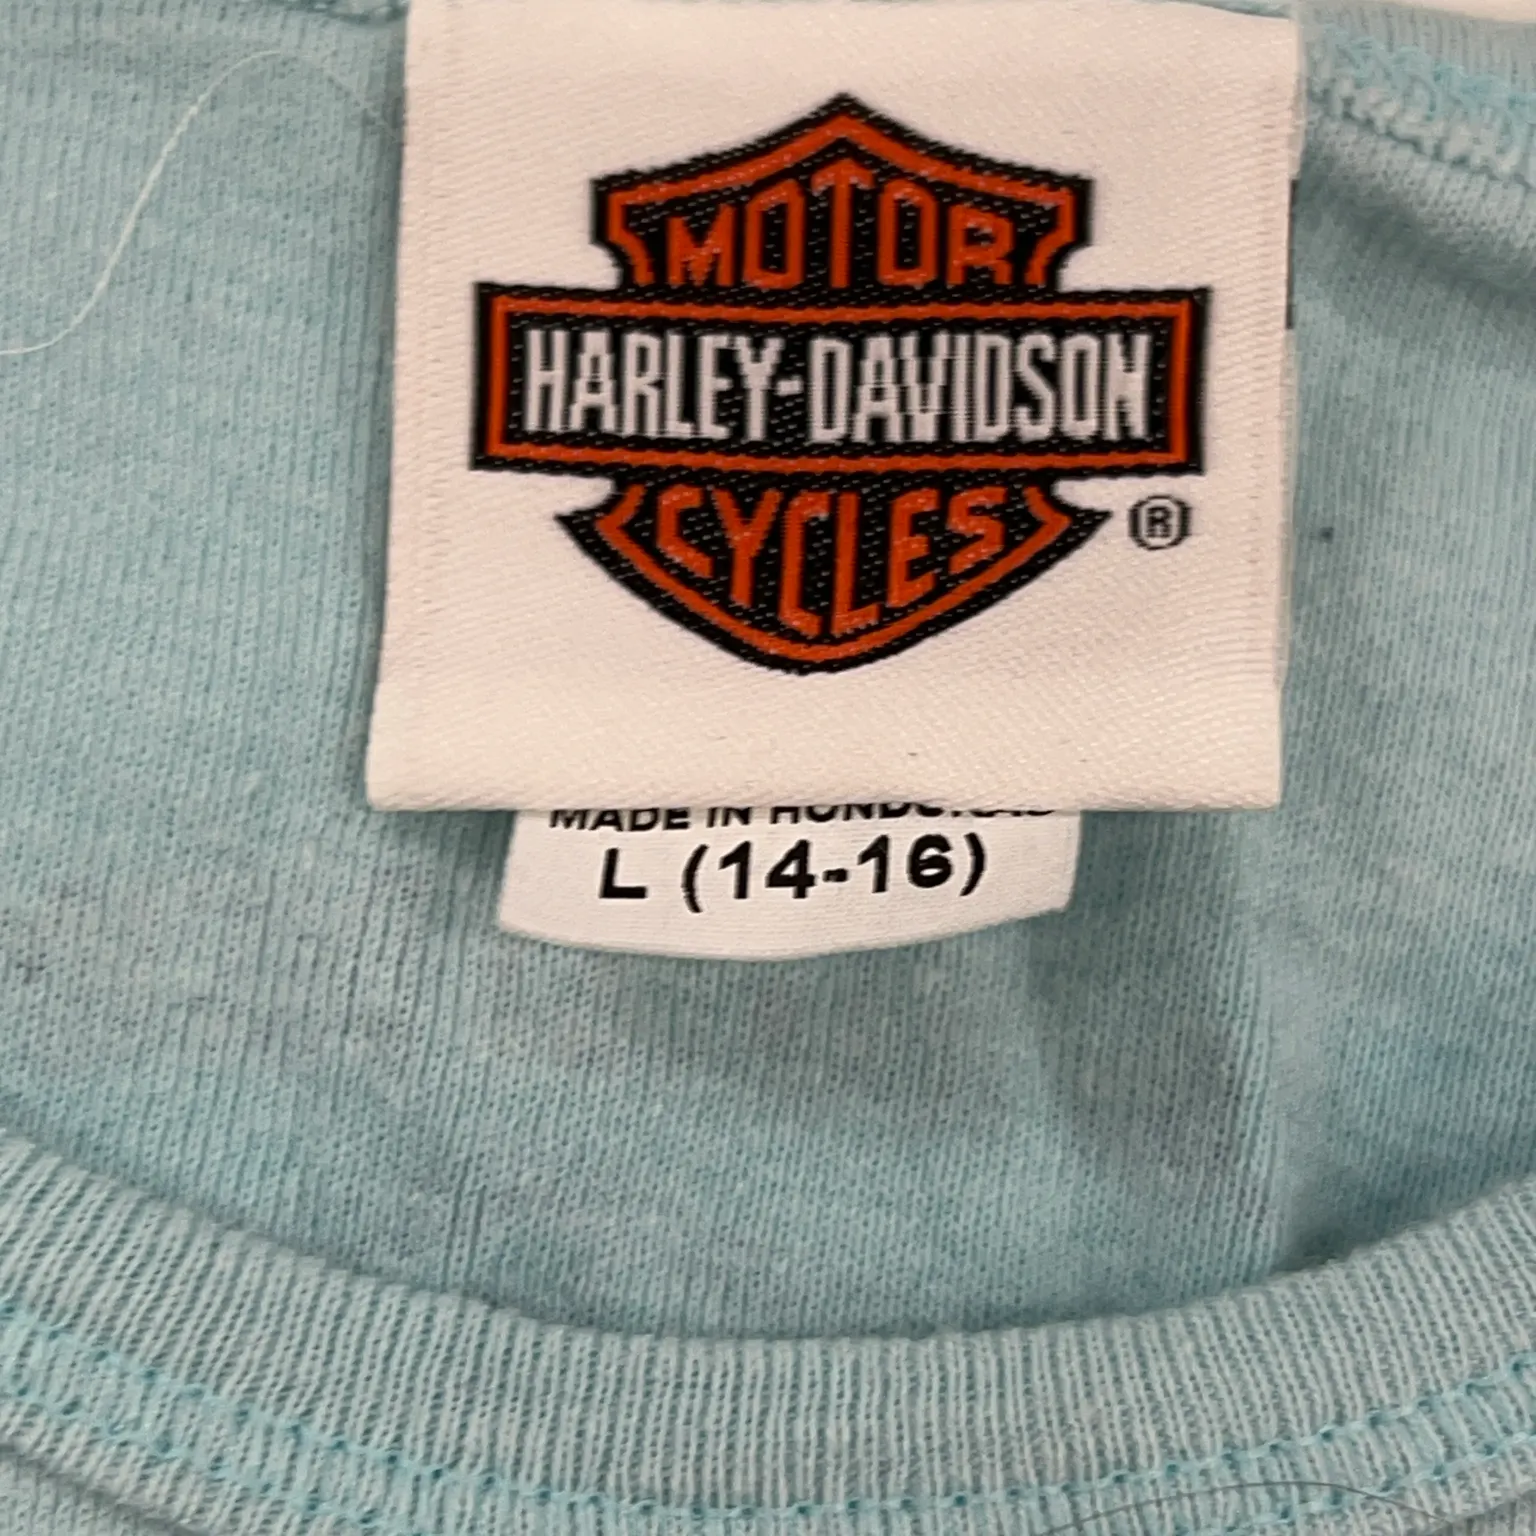 MOTOR
HARLEY-DAVIDSON
CYCLES
®
MADE IN HONDURAS
L (14-16)